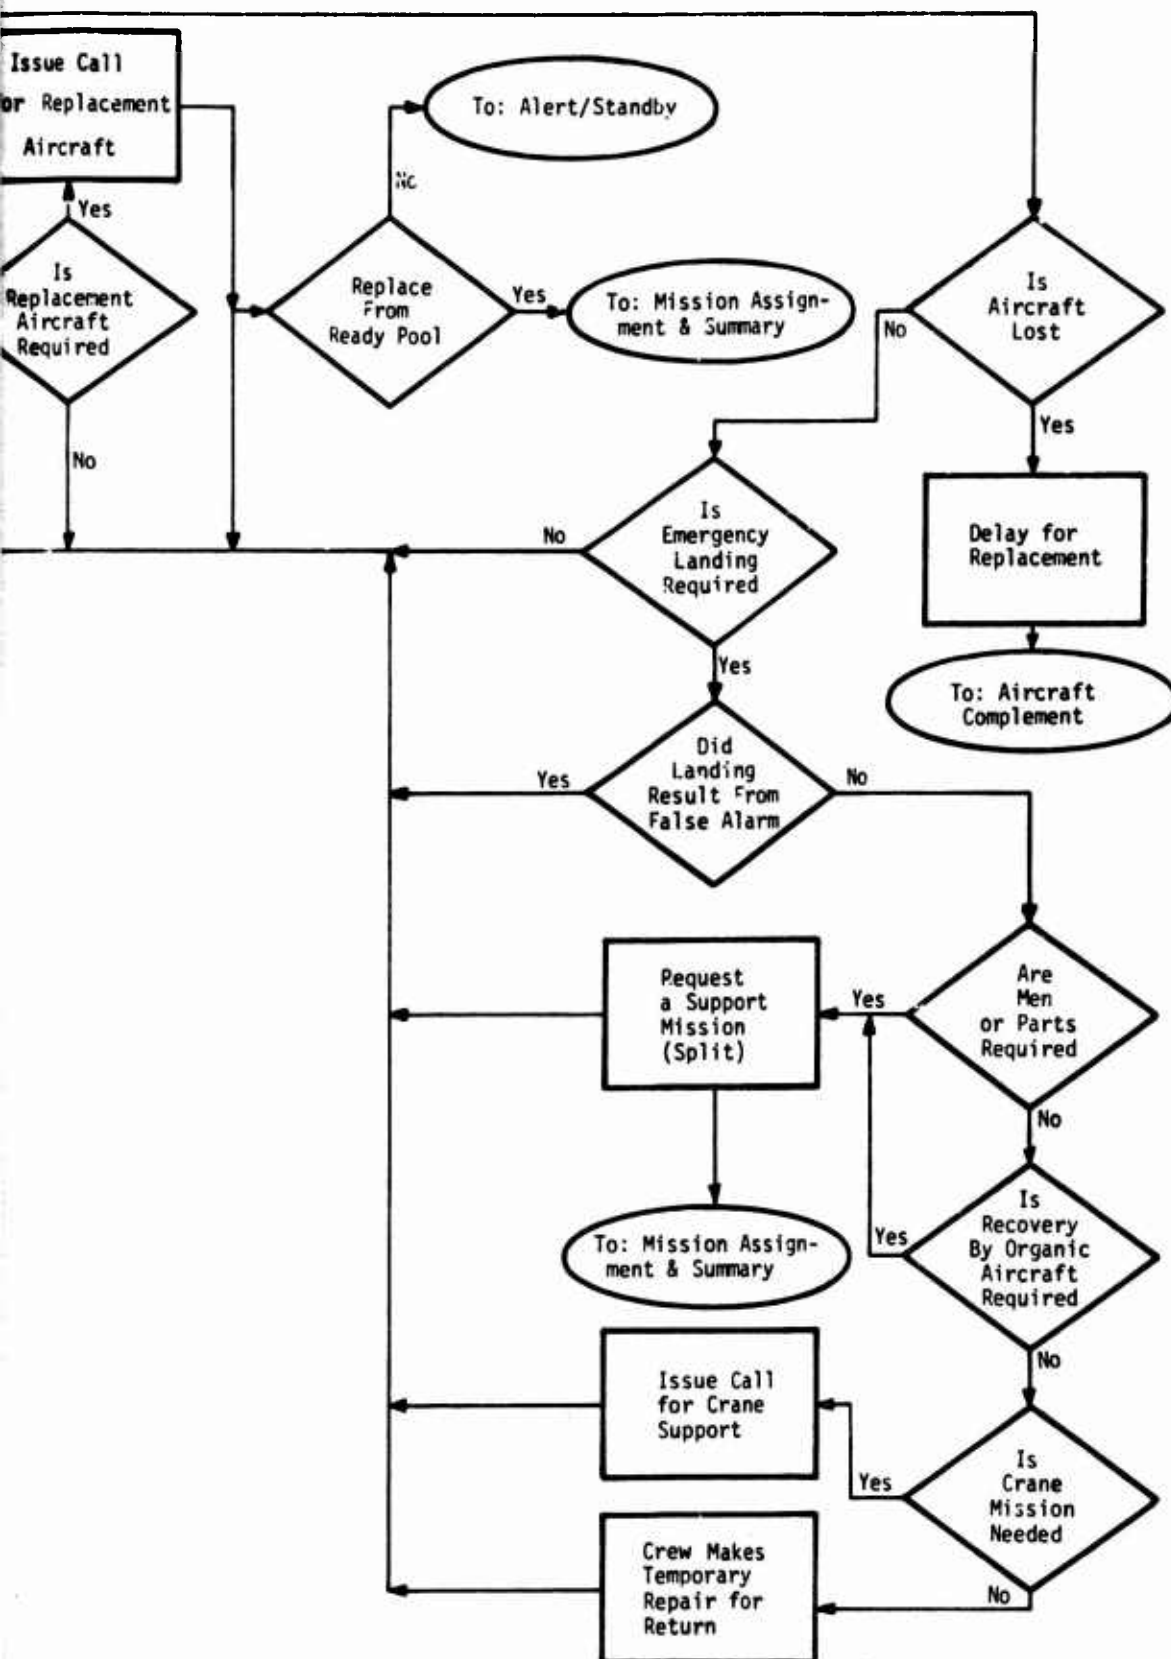 Issue Call
or Replacement
Aircraft
Yes
Is
Replacement
Aircraft
Required
No
To: Alert/Standby
No
Replace
From
Ready Pool
Yes
To: Mission Assign-
ment & Summary
Is
Aircraft
Lost
No
Yes
Delay for
Replacement
To: Aircraft
Complement
Is
Emergency
Landing
Required
No
Yes
Did
Landing
Result From
False Alarm
Yes
No
Are
Men
or Parts
Required
Yes
No
Request
a Support
Mission
(Split)
To: Mission Assign-
ment & Summary
Is
Recovery
By Organic
Aircraft
Required
Yes
No
Issue Call
for Crane
Support
Is
Crane
Mission
Needed
Yes
No
Crew Makes
Temporary
Repair for
Return